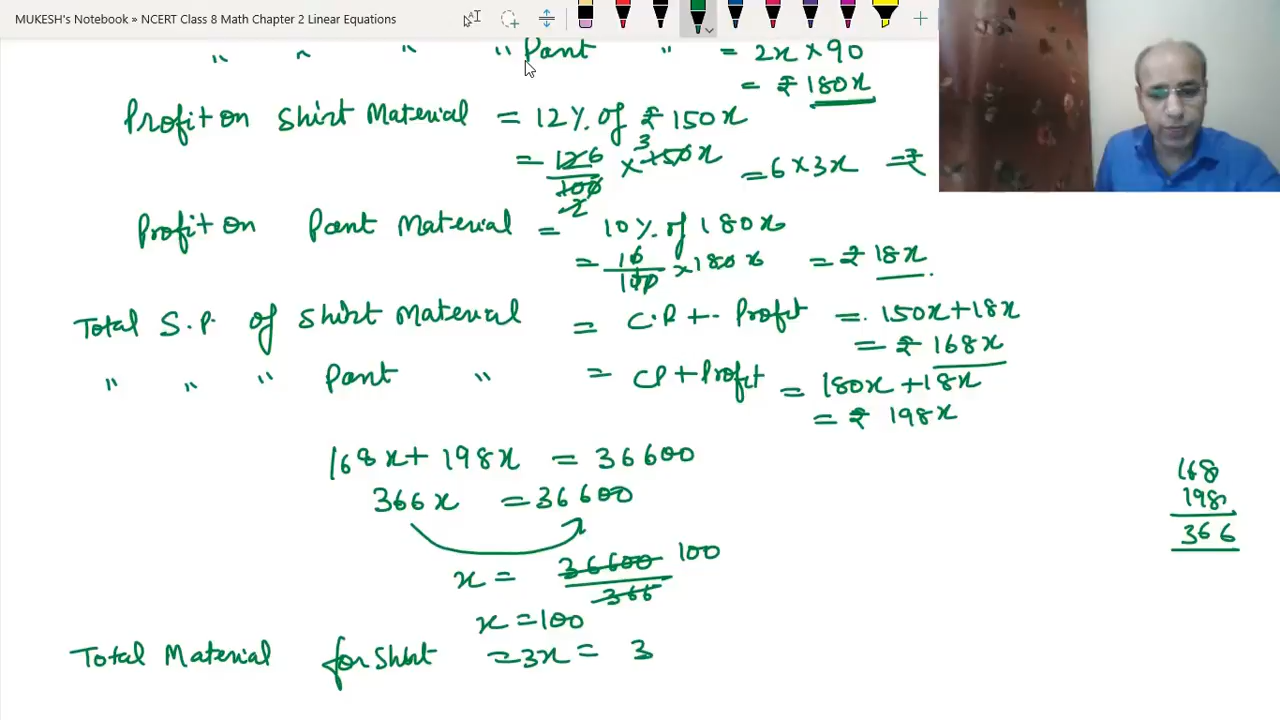 MUKESH's Notebook » NCERT Class 8 Math Chapter 2 Linear Equations
" " " " Pant " = 2x × 90
= ₹ 180x
Profit on Shirt Material = 12% of ₹ 150x
= 126/100 2 × 3 150x = 6 × 3x = ₹
Profit on Pant Material = 10% of 180x
= 10/100 × 180x = ₹ 18x
Total S.P. of Shirt Material = C.P. + Profit = 150x + 18x
= ₹ 168x
" " " Pant " = CP + Profit = 180x + 18x
= ₹ 198x
168x + 198x = 36600
366x = 36600
x = 36600/366 100
x = 100
Total Material for Shirt = 3x = 3
168
198
366